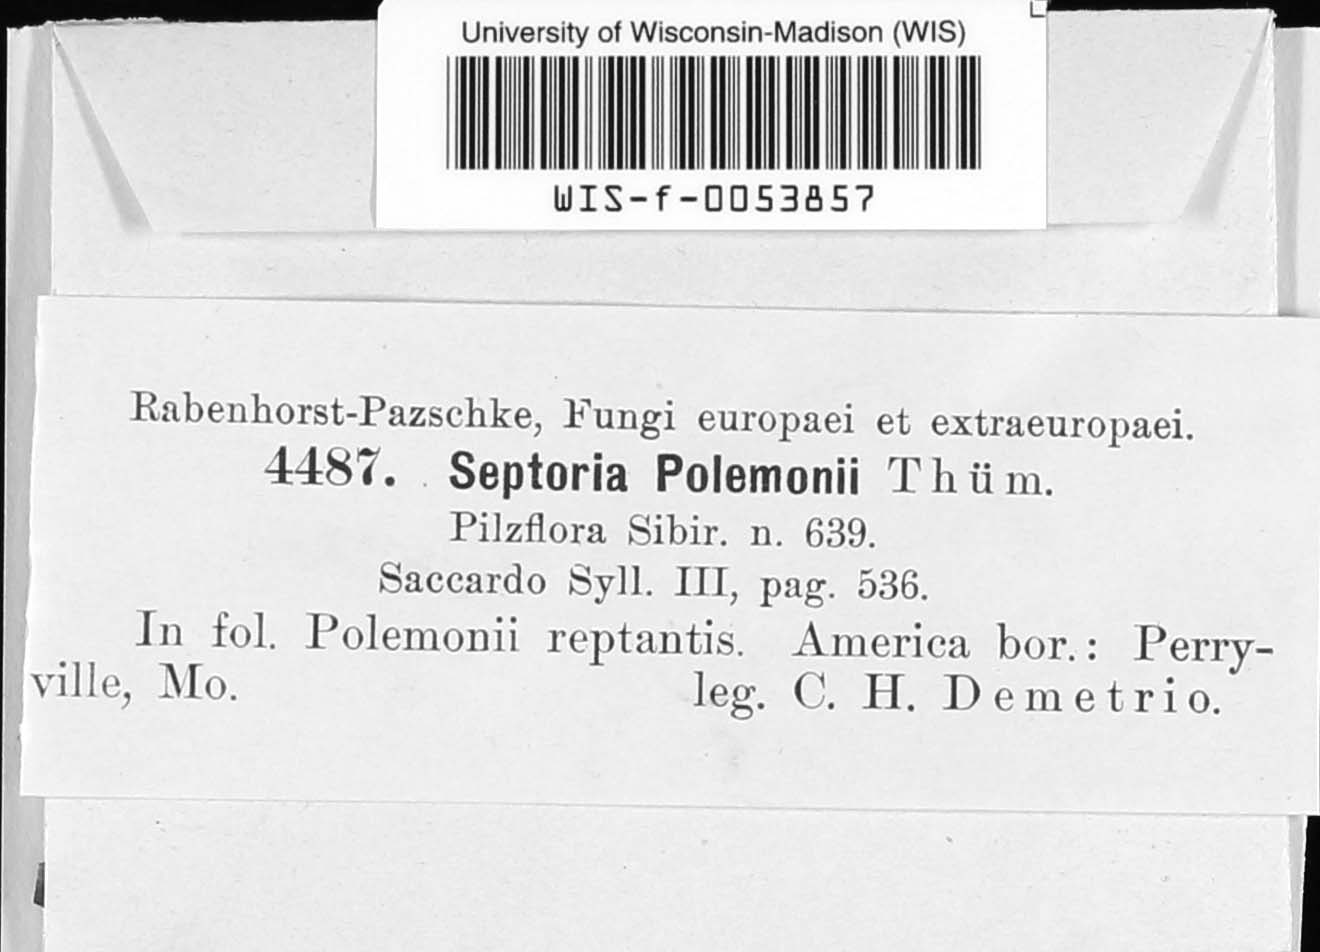 University of Wisconsin-Madison (WIS)
WIS-f-0053857
Rabenhorst-Pazschke, Fungi europaei et extraeuropaei.
4487. Septoria Polemonii Thüm.
Pilzflora Sibir. n. 639.
Saccardo Syll. III, pag. 536.
In fol. Polemonii reptantis. America bor.: Perry-
ville, Mo. leg. C. H. Demetrio.